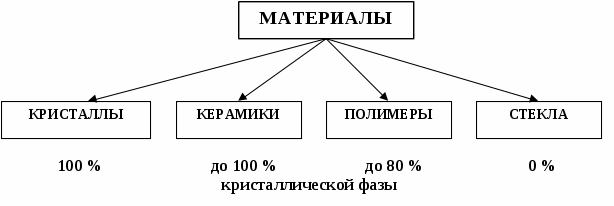 МАТЕРИАЛЫ
КРИСТАЛЛЫ КЕРАМИКИ ПОЛИМЕРЫ СТЕКЛА
100 % до 100 % до 80 % 0 %
кристаллической фазы